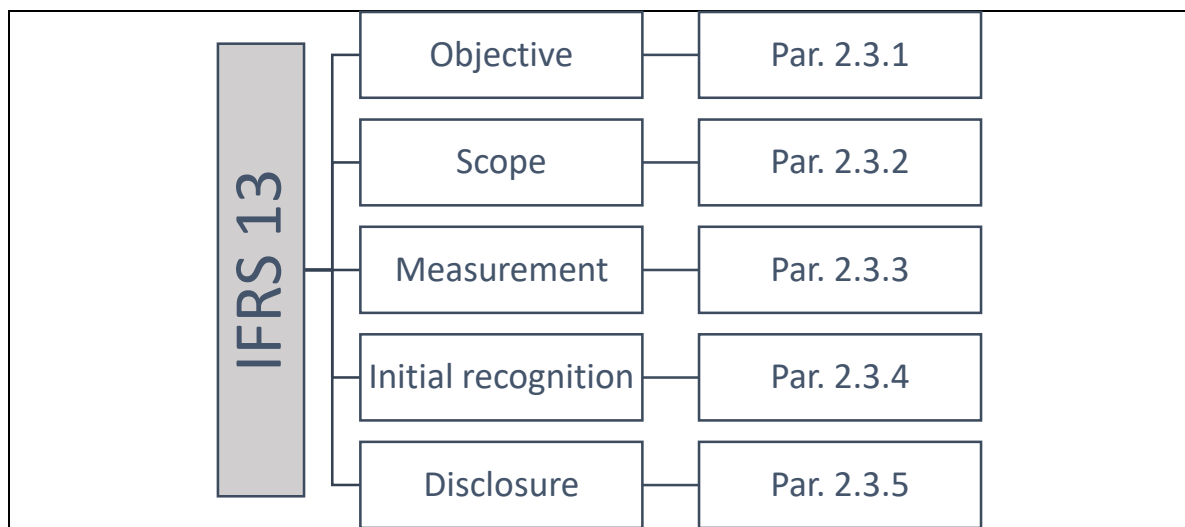 IFRS 13
Objective
Par. 2.3.1
Scope
Par. 2.3.2
Measurement
Par. 2.3.3
Initial recognition
Par. 2.3.4
Disclosure
Par. 2.3.5